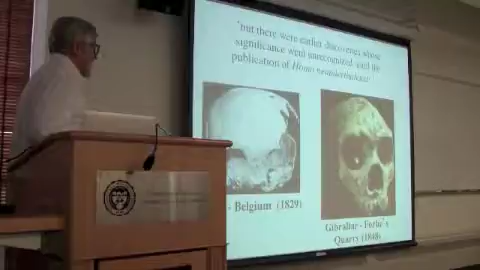 "but there were earlier discoveries whose
significance went unrecognized until the
publication of Homo neanderthalensis
- Belgium (1829)
Gibraltar - Forbe's
Quarry (1848)